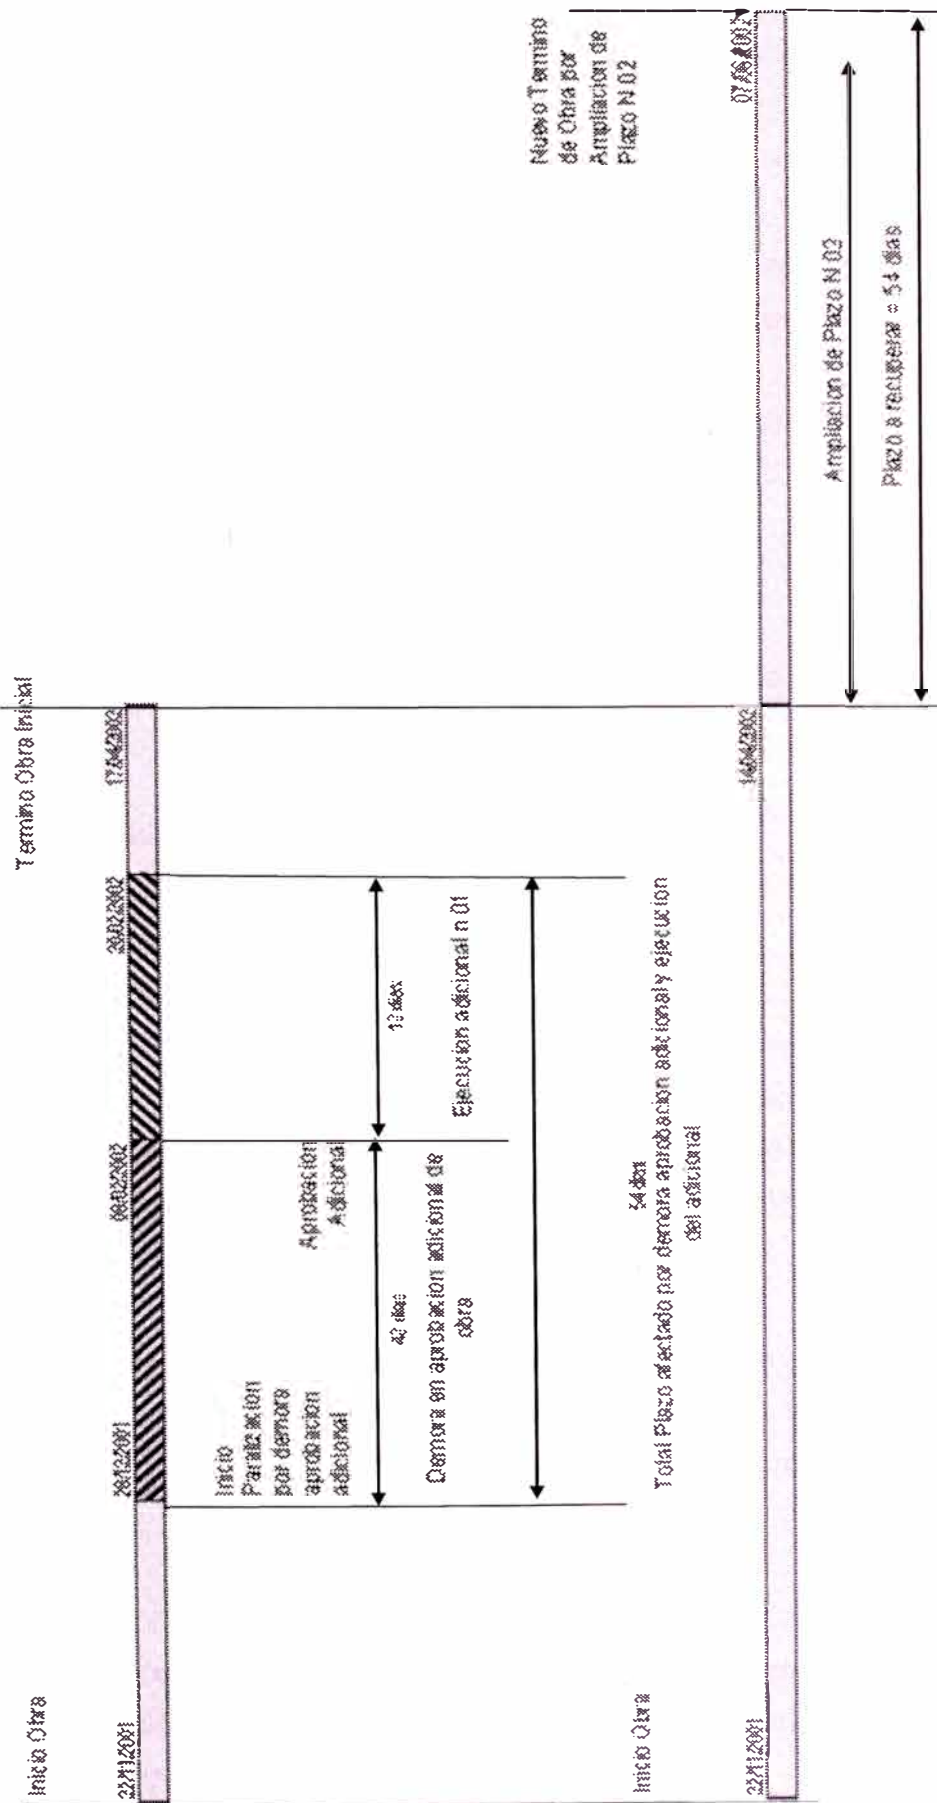 Inicio Obra
Termino Obra Inicial
22/11/2001
28/12/2001
08/02/2002
20/02/2002
17/04/2002
Inicio
Paralizacion
por demora
aprobacion
adicional
Aprobacion
Adicional
42 dias
12 dias
Demora en aprobacion adicional de
obra
Ejecucion adicional n 01
54 dias
Total Plazo afectado por demora aprobacion adicional y ejecucion
del adicional
Nuevo Termino
de Obra por
Ampliacion de
Plazo N 02
Inicio Obra
22/11/2001
14/04/2002
07/06/2002
Ampliacion de Plazo N 02
Plazo a recuperar = 54 dias